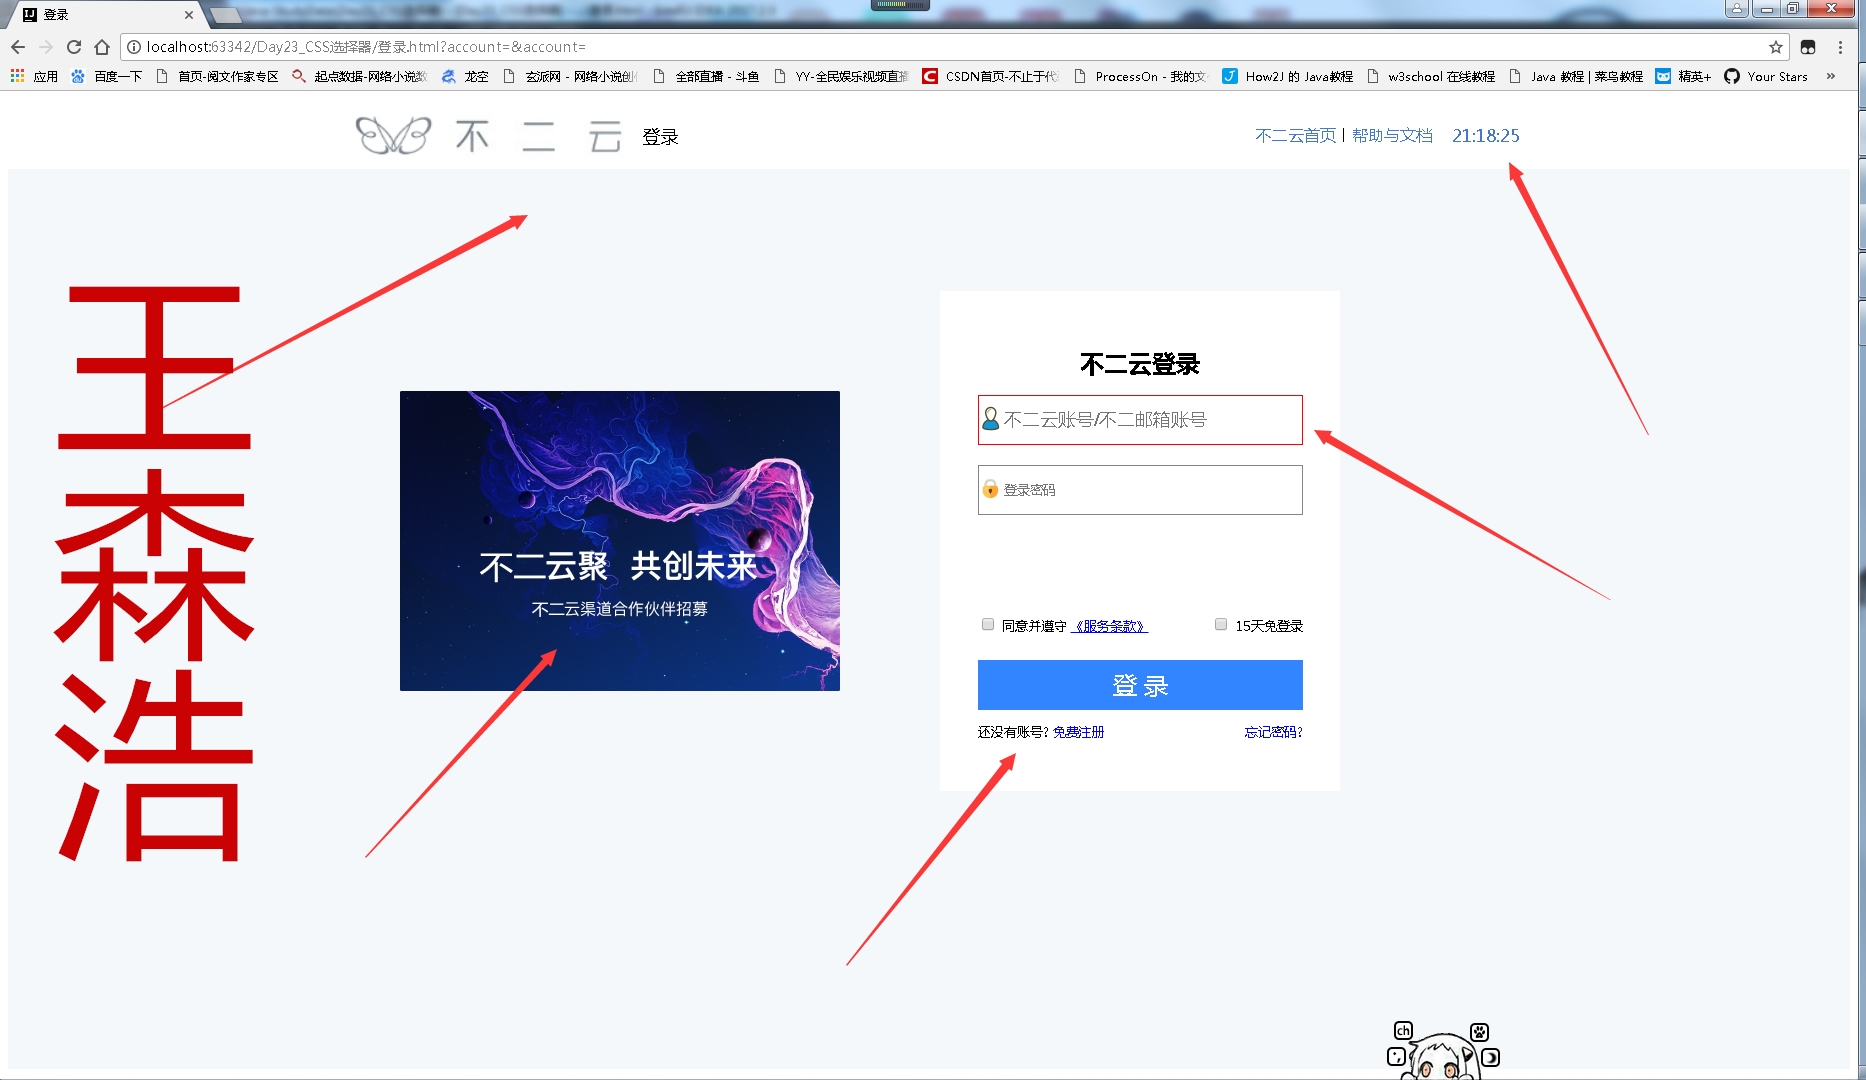 登录
localhost:63342/Day23_CSS选择器/登录.html?account=&account=
应用
百度一下
首页-阅文作家专区
起点数据-网络小说数
龙空
玄派网 - 网络小说创
全部直播 - 斗鱼
YY-全民娱乐视频直播
CSDN首页-不止于代
ProcessOn - 我的文
How2J 的 Java教程
w3school 在线教程
Java 教程 | 菜鸟教程
精英+
Your Stars
»
不二云
登录
不二云首页 | 帮助与文档 21:18:25
王森浩
不二云聚 共创未来
不二云渠道合作伙伴招募
不二云登录
不二云账号/不二邮箱账号
登录密码
同意并遵守 《服务条款》
15天免登录
登 录
还没有账号? 免费注册
忘记密码?
ch